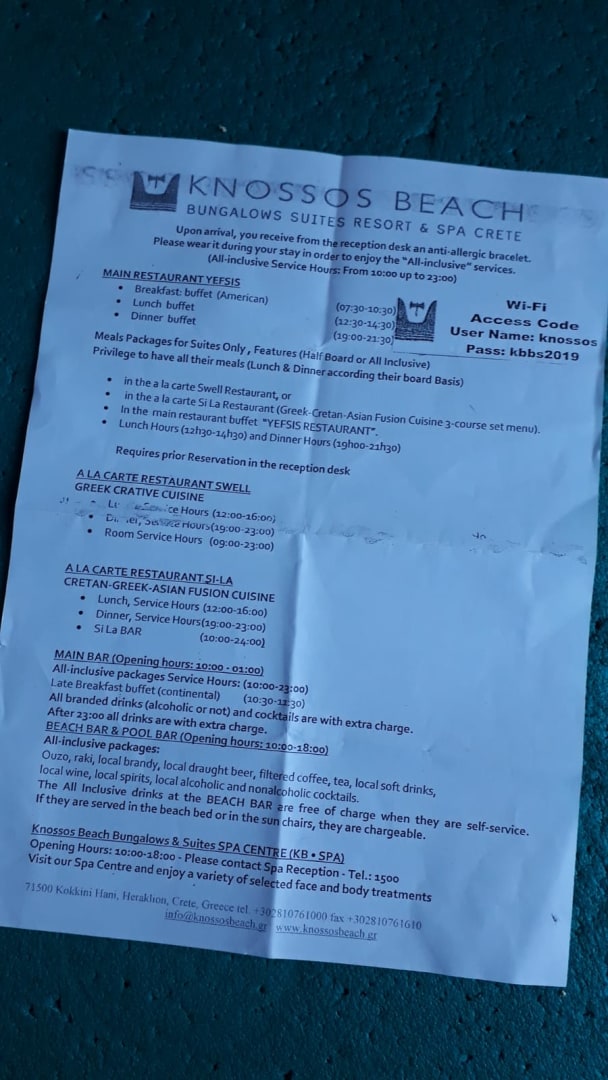 KNOSSOS BEACH
BUNGALOWS SUITES RESORT & SPA CRETE
Upon arrival, you receive from the reception desk an anti-allergic bracelet.
Please wear it during your stay in order to enjoy the "All-inclusive" services.
(All-inclusive Service Hours: From 10:00 up to 23:00)
MAIN RESTAURANT YEFSIS
• Breakfast: buffet (American) (07:30-10:30)
• Lunch buffet (12:30-14:30)
• Dinner buffet (19:00-21:30)
Wi-Fi
Access Code
User Name: knossos
Pass: kbbs2019
Meals Packages for Suites Only, Features (Half Board or All Inclusive)
Privilege to have all their meals (Lunch & Dinner according their board Basis)
• in the a la carte Swell Restaurant, or
• in the a la carte Si La Restaurant (Greek-Cretan-Asian Fusion Cuisine 3-course set menu).
• In the main restaurant buffet "YEFSIS RESTAURANT".
• Lunch Hours (12h30-14h30) and Dinner Hours (19h00-21h30)
Requires prior Reservation in the reception desk
A LA CARTE RESTAURANT SWELL
GREEK CRATIVE CUISINE
Hours (12:00-16:00)
• Service Hours(19:00-23:00)
• Room Service Hours (09:00-23:00)
A LA CARTE RESTAURANT SI-LA
CRETAN-GREEK-ASIAN FUSION CUISINE
• Lunch, Service Hours (12:00-16:00)
• Dinner, Service Hours(19:00-23:00)
• Si La BAR (10:00-24:00)
MAIN BAR (Opening hours: 10:00 - 01:00)
All-inclusive packages Service Hours: (10:00-23:00)
Late Breakfast buffet (continental) (10:30-11:30)
All branded drinks (alcoholic or not) and cocktails are with extra charge.
After 23:00 all drinks are with extra charge.
BEACH BAR & POOL BAR (Opening hours: 10:00-18:00)
All-inclusive packages:
Ouzo, raki, local brandy, local draught beer, filtered coffee, tea, local soft drinks,
local wine, local spirits, local alcoholic and nonalcoholic cocktails.
The All Inclusive drinks at the BEACH BAR are free of charge when they are self-service.
If they are served in the beach bed or in the sun chairs, they are chargeable.
Knossos Beach Bungalows & Suites SPA CENTRE (KB • SPA)
Opening Hours: 10:00-18:00 - Please contact Spa Reception - Tel.: 1500
Visit our Spa Centre and enjoy a variety of selected face and body treatments
71500 Kokkini Hani, Heraklion, Crete, Greece tel. +302810761000 fax +302810761610
info@knossosbeach.gr www.knossosbeach.gr